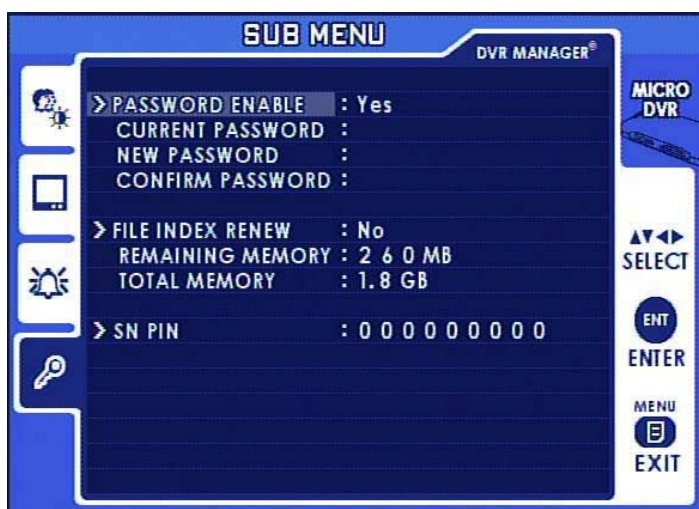 SUB MENU
DVR MANAGER®
PASSWORD ENABLE : Yes
CURRENT PASSWORD :
NEW PASSWORD :
CONFIRM PASSWORD :
FILE INDEX RENEW : No
REMAINING MEMORY : 2 6 0 MB
TOTAL MEMORY : 1.8 GB
SN PIN : 0 0 0 0 0 0 0 0 0
MICRO
DVR
SELECT
ENT
ENTER
MENU
EXIT